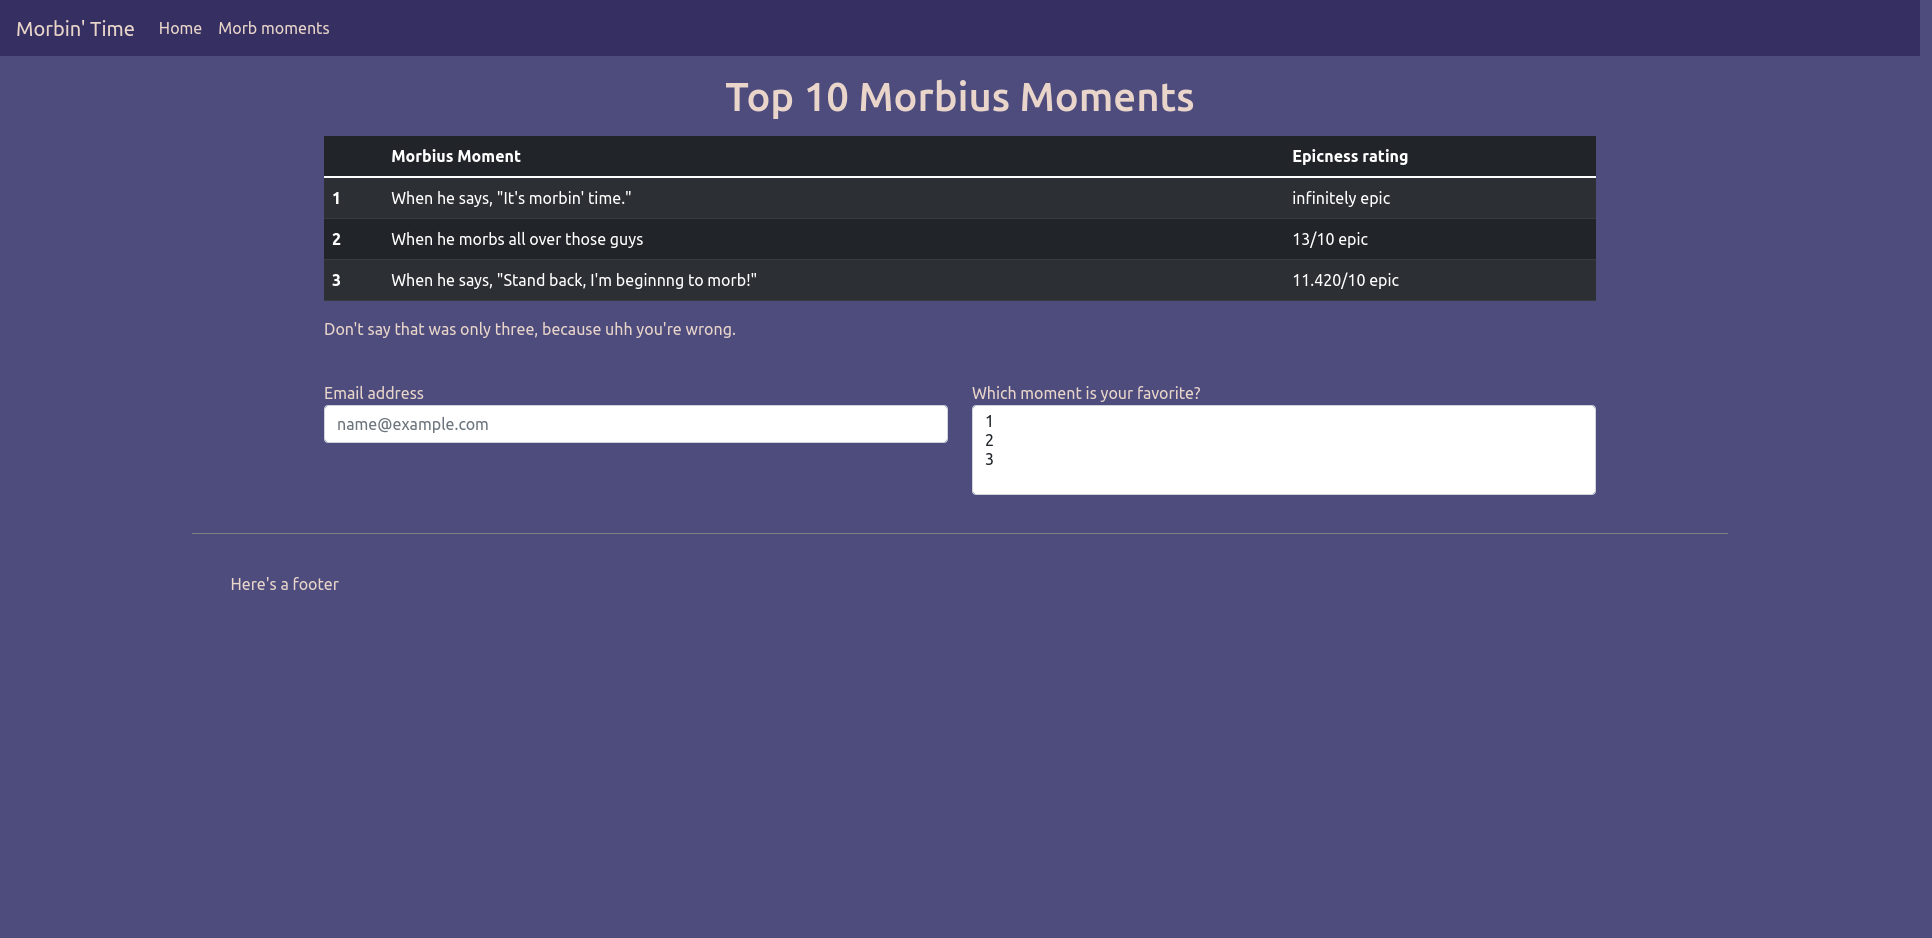 Morbin' Time Home Morb moments
Top 10 Morbius Moments
Morbius Moment Epicness rating
1 When he says, "It's morbin' time." infinitely epic
2 When he morbs all over those guys 13/10 epic
3 When he says, "Stand back, I'm beginnng to morb!" 11.420/10 epic
Don't say that was only three, because uhh you're wrong.
Email address Which moment is your favorite?
name@example.com
1
2
3
Here's a footer